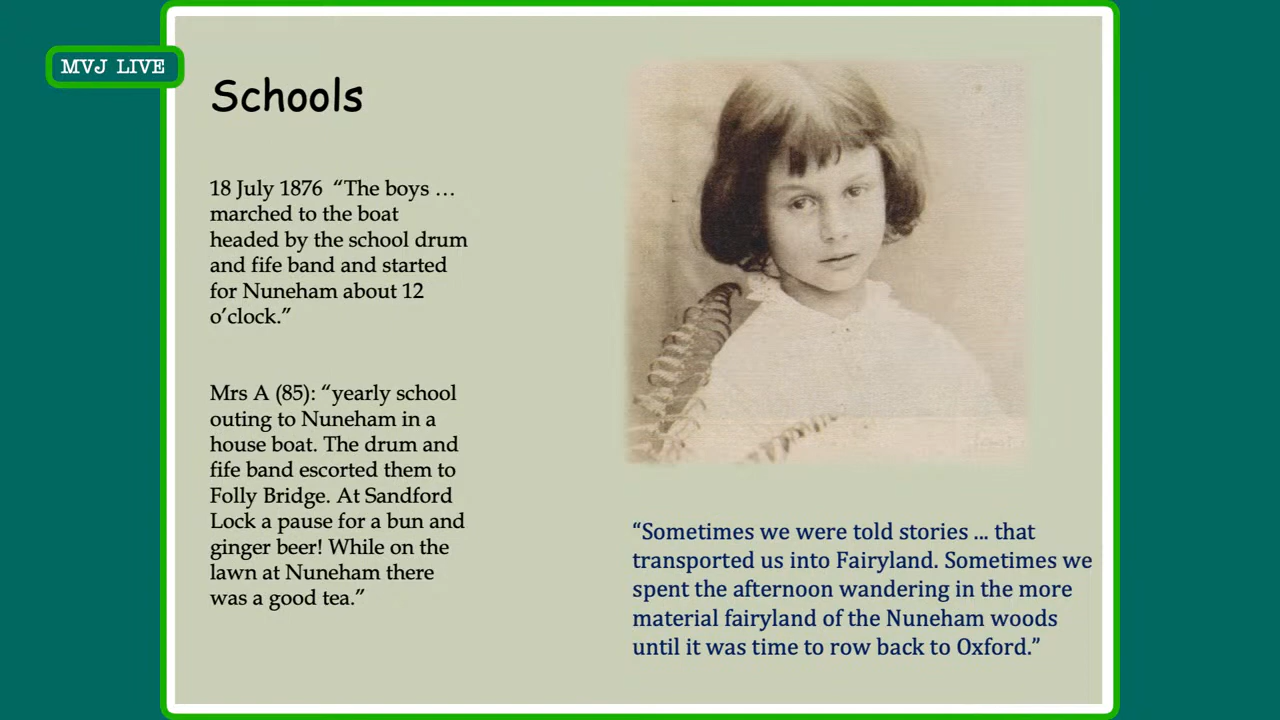 MVJ LIVE
Schools
18 July 1876 “The boys …
marched to the boat
headed by the school drum
and fife band and started
for Nuneham about 12
o’clock.”
Mrs A (85): “yearly school
outing to Nuneham in a
house boat. The drum and
fife band escorted them to
Folly Bridge. At Sandford
Lock a pause for a bun and
ginger beer! While on the
lawn at Nuneham there
was a good tea.”
“Sometimes we were told stories ... that
transported us into Fairyland. Sometimes we
spent the afternoon wandering in the more
material fairyland of the Nuneham woods
until it was time to row back to Oxford.”